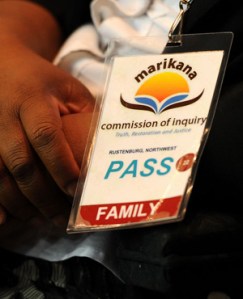 marikana
commission of inquiry
Truth, Restoration and Justice
RUSTENBURG, NORTHWEST
PASS
FAMILY